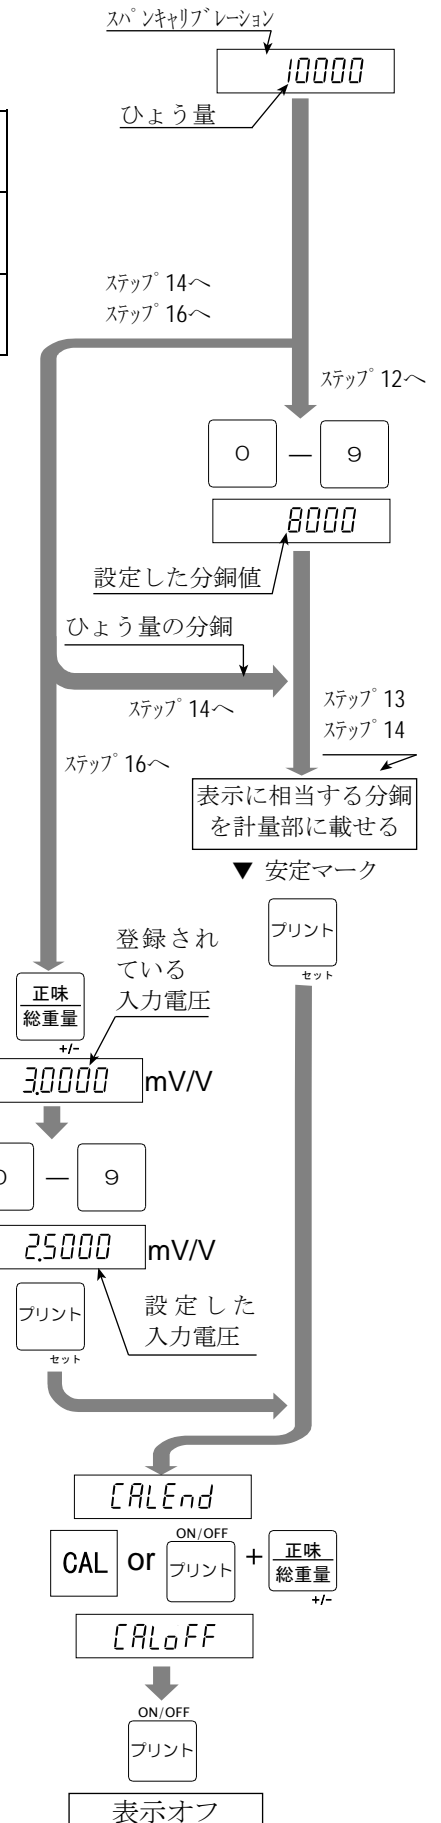 スパンキャリブレーション
10000
ひょう量
ステップ 14へ
ステップ 16へ
ステップ 12へ
0 — 9
8000
設定した分銅値
ひょう量の分銅
ステップ 14へ
ステップ 13
ステップ 14
ステップ 16へ
表示に相当する分銅
を計量部に載せる
▼ 安定マーク
プリント
セット
登録され
ている
入力電圧
正味
総重量
+/-
3.0000 mV/V
0 — 9
2.5000 mV/V
プリント
セット
設定した
入力電圧
CALEnd
ON/OFF
CAL or プリント + 正味
総重量
+/-
CALoFF
ON/OFF
プリント
表示オフ